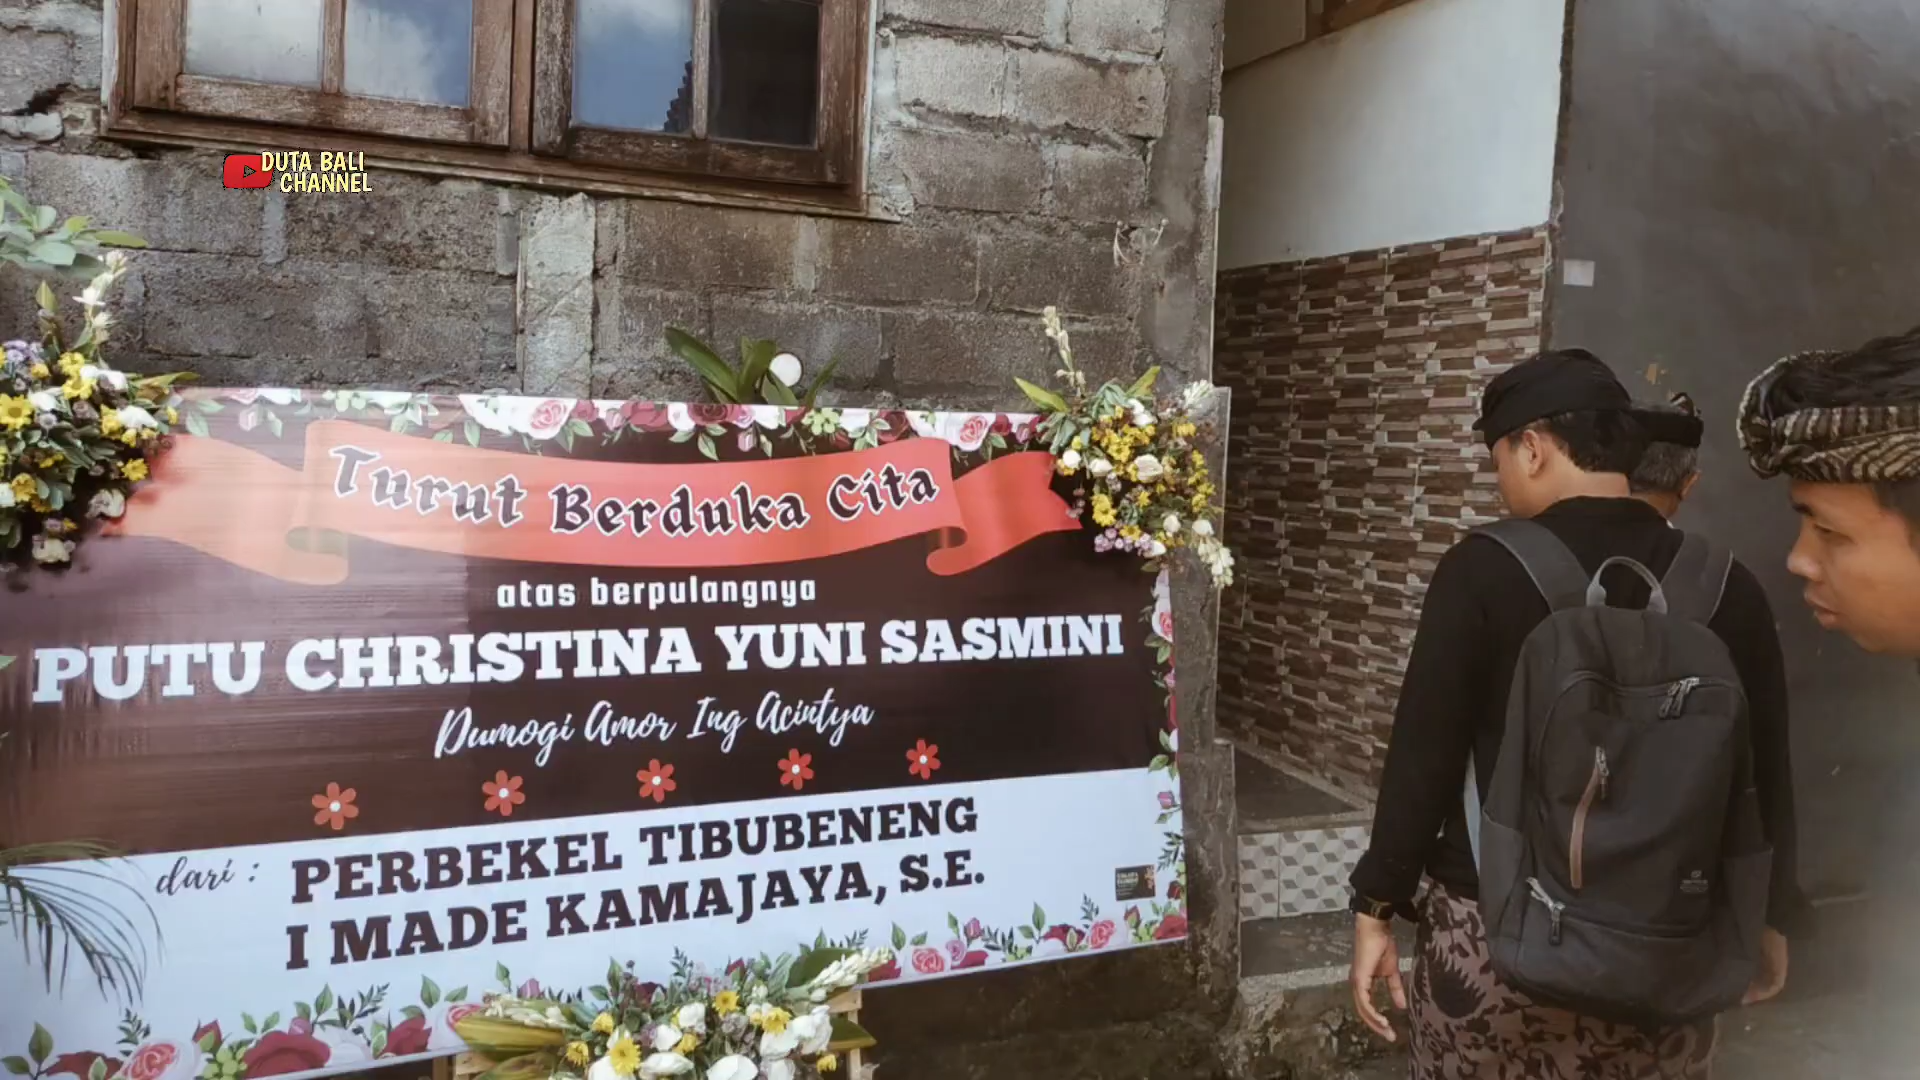 DUTA BALI
CHANNEL
Turut Berduka Cita
atas berpulangnya
PUTU CHRISTINA YUNI SASMINI
Dumogi Amor Ing Acintya
dari : PERBEKEL TIBUBENENG
I MADE KAMAJAYA, S.E.